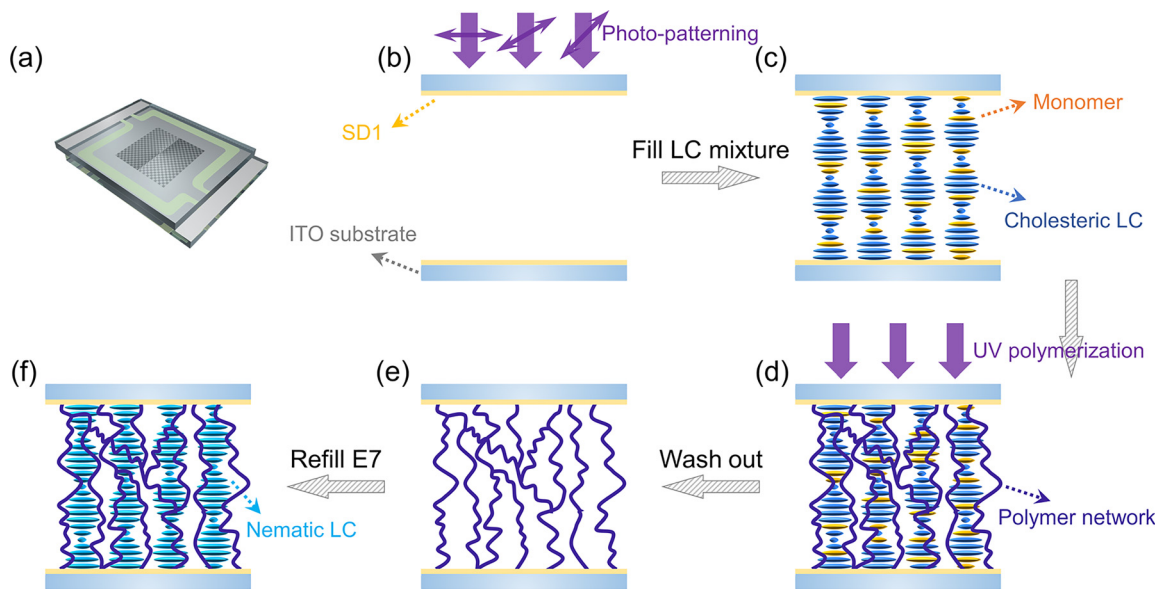 (a)
(b)
Photo-patterning
SD1
ITO substrate
Fill LC mixture
(c)
Monomer
Cholesteric LC
UV polymerization
(d)
Polymer network
Wash out
(e)
Refill E7
(f)
Nematic LC